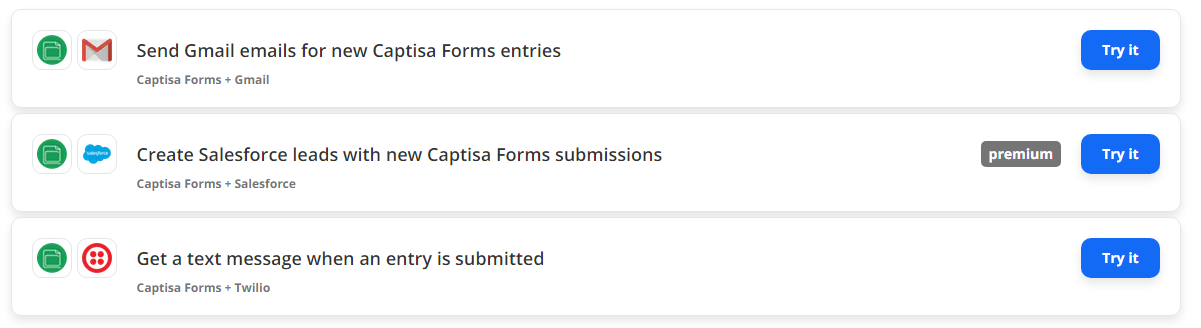 Send Gmail emails for new Captisa Forms entries
Try it
Captisa Forms + Gmail
Create Salesforce leads with new Captisa Forms submissions
premium
Try it
salesforce
Captisa Forms + Salesforce
Get a text message when an entry is submitted
Try it
Captisa Forms + Twilio